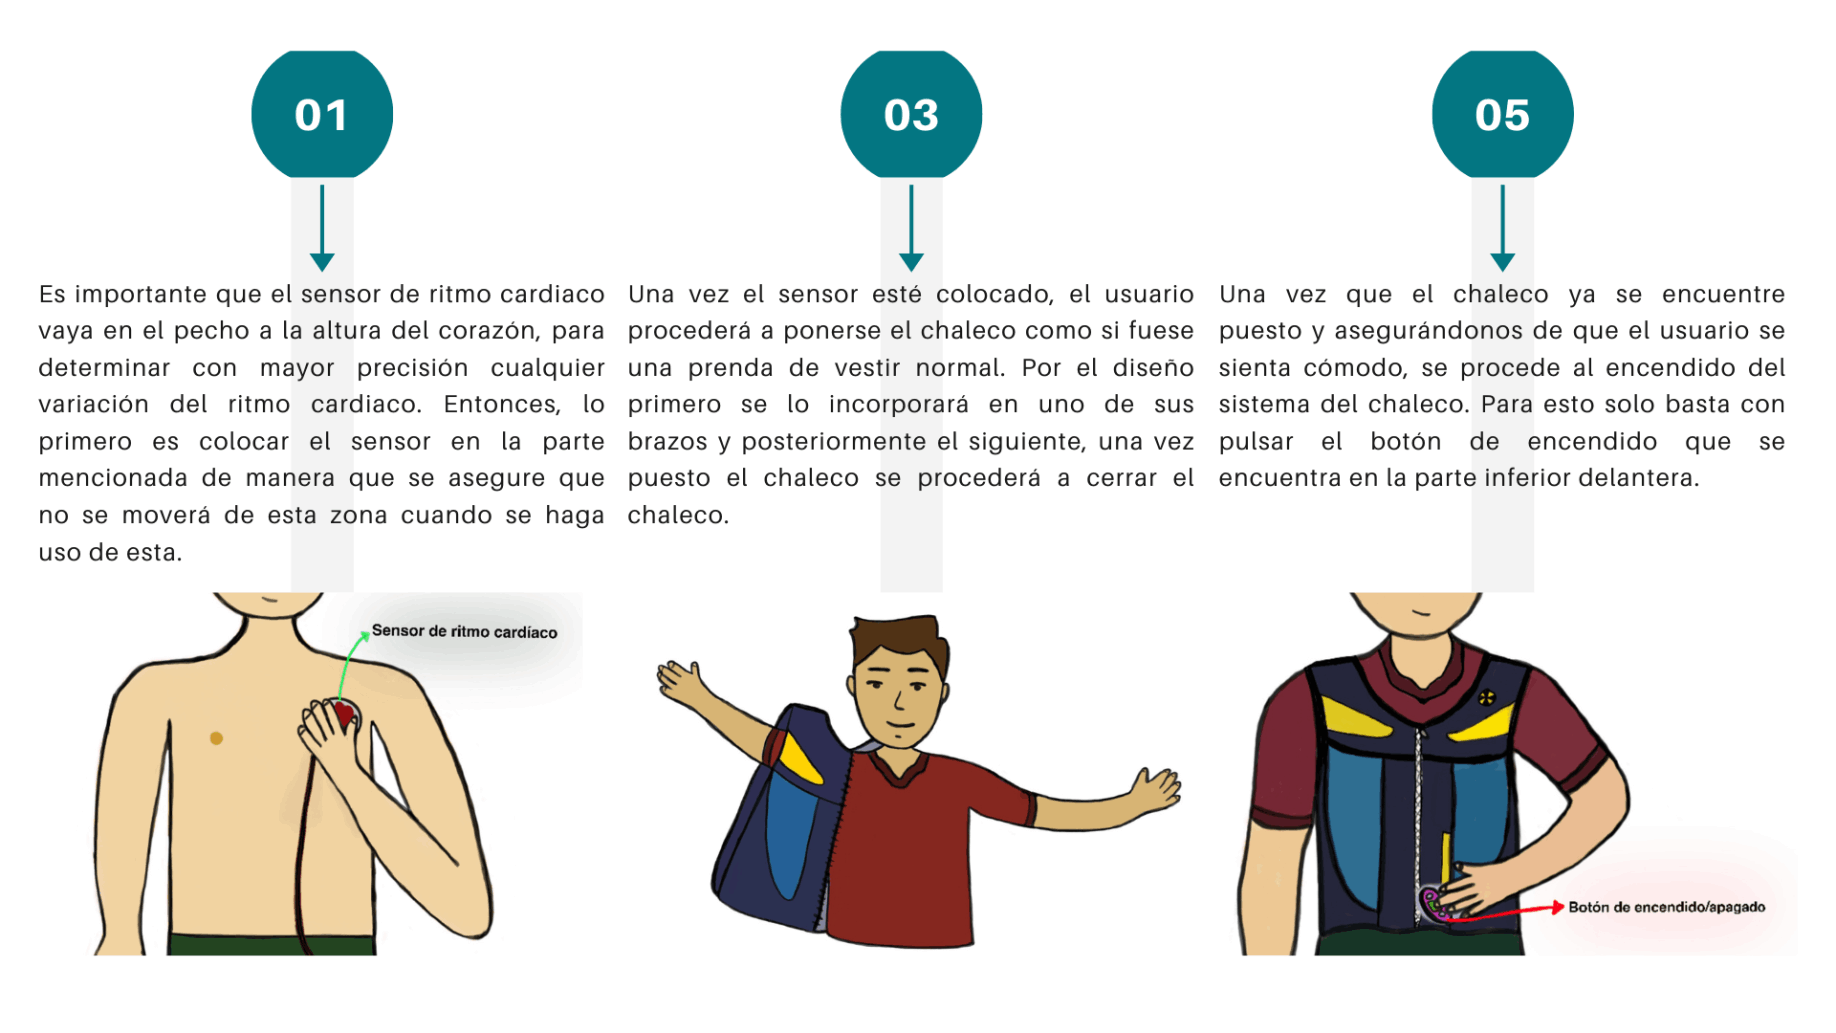 01
Es importante que el sensor de ritmo cardiaco
vaya en el pecho a la altura del corazón, para
determinar con mayor precisión cualquier
variación del ritmo cardiaco. Entonces, lo
primero es colocar el sensor en la parte
mencionada de manera que se asegure que
no se moverá de esta zona cuando se haga
uso de esta.
Sensor de ritmo cardíaco
03
Una vez el sensor esté colocado, el usuario
procederá a ponerse el chaleco como si fuese
una prenda de vestir normal. Por el diseño
primero se lo incorporará en uno de sus
brazos y posteriormente el siguiente, una vez
puesto el chaleco se procederá a cerrar el
chaleco.
05
Una vez que el chaleco ya se encuentre
puesto y asegurándonos de que el usuario se
sienta cómodo, se procede al encendido del
sistema del chaleco. Para esto solo basta con
pulsar el botón de encendido que se
encuentra en la parte inferior delantera.
Botón de encendido/apagado